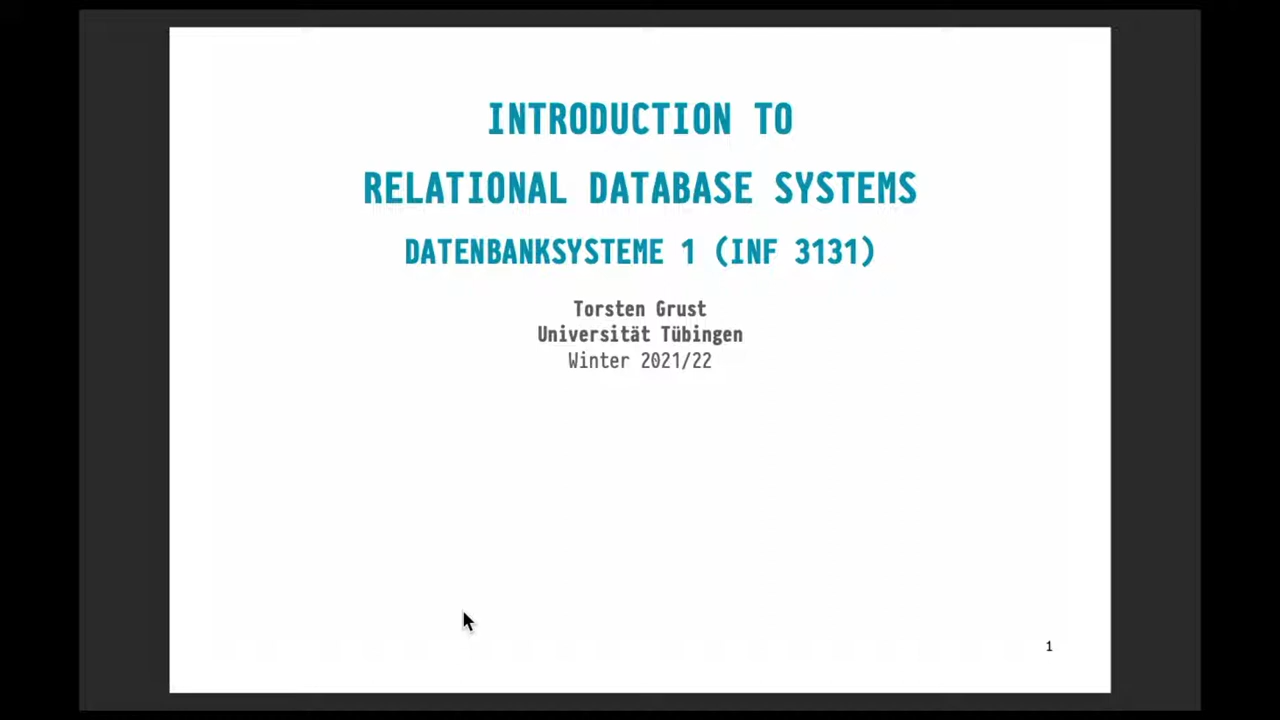 INTRODUCTION TO
RELATIONAL DATABASE SYSTEMS
DATENBANKSYSTEME 1 (INF 3131)
Torsten Grust
Universität Tübingen
Winter 2021/22
1